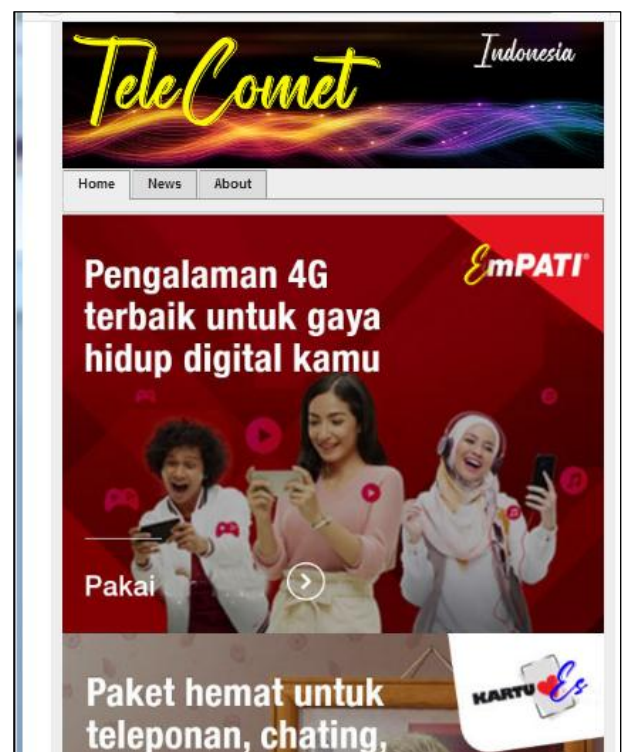 TeleComet
Indonesia
Home News About
EmPATI
Pengalaman 4G
terbaik untuk gaya
hidup digital kamu
Pakai
Paket hemat untuk
teleponan, chating,
KARTU Es